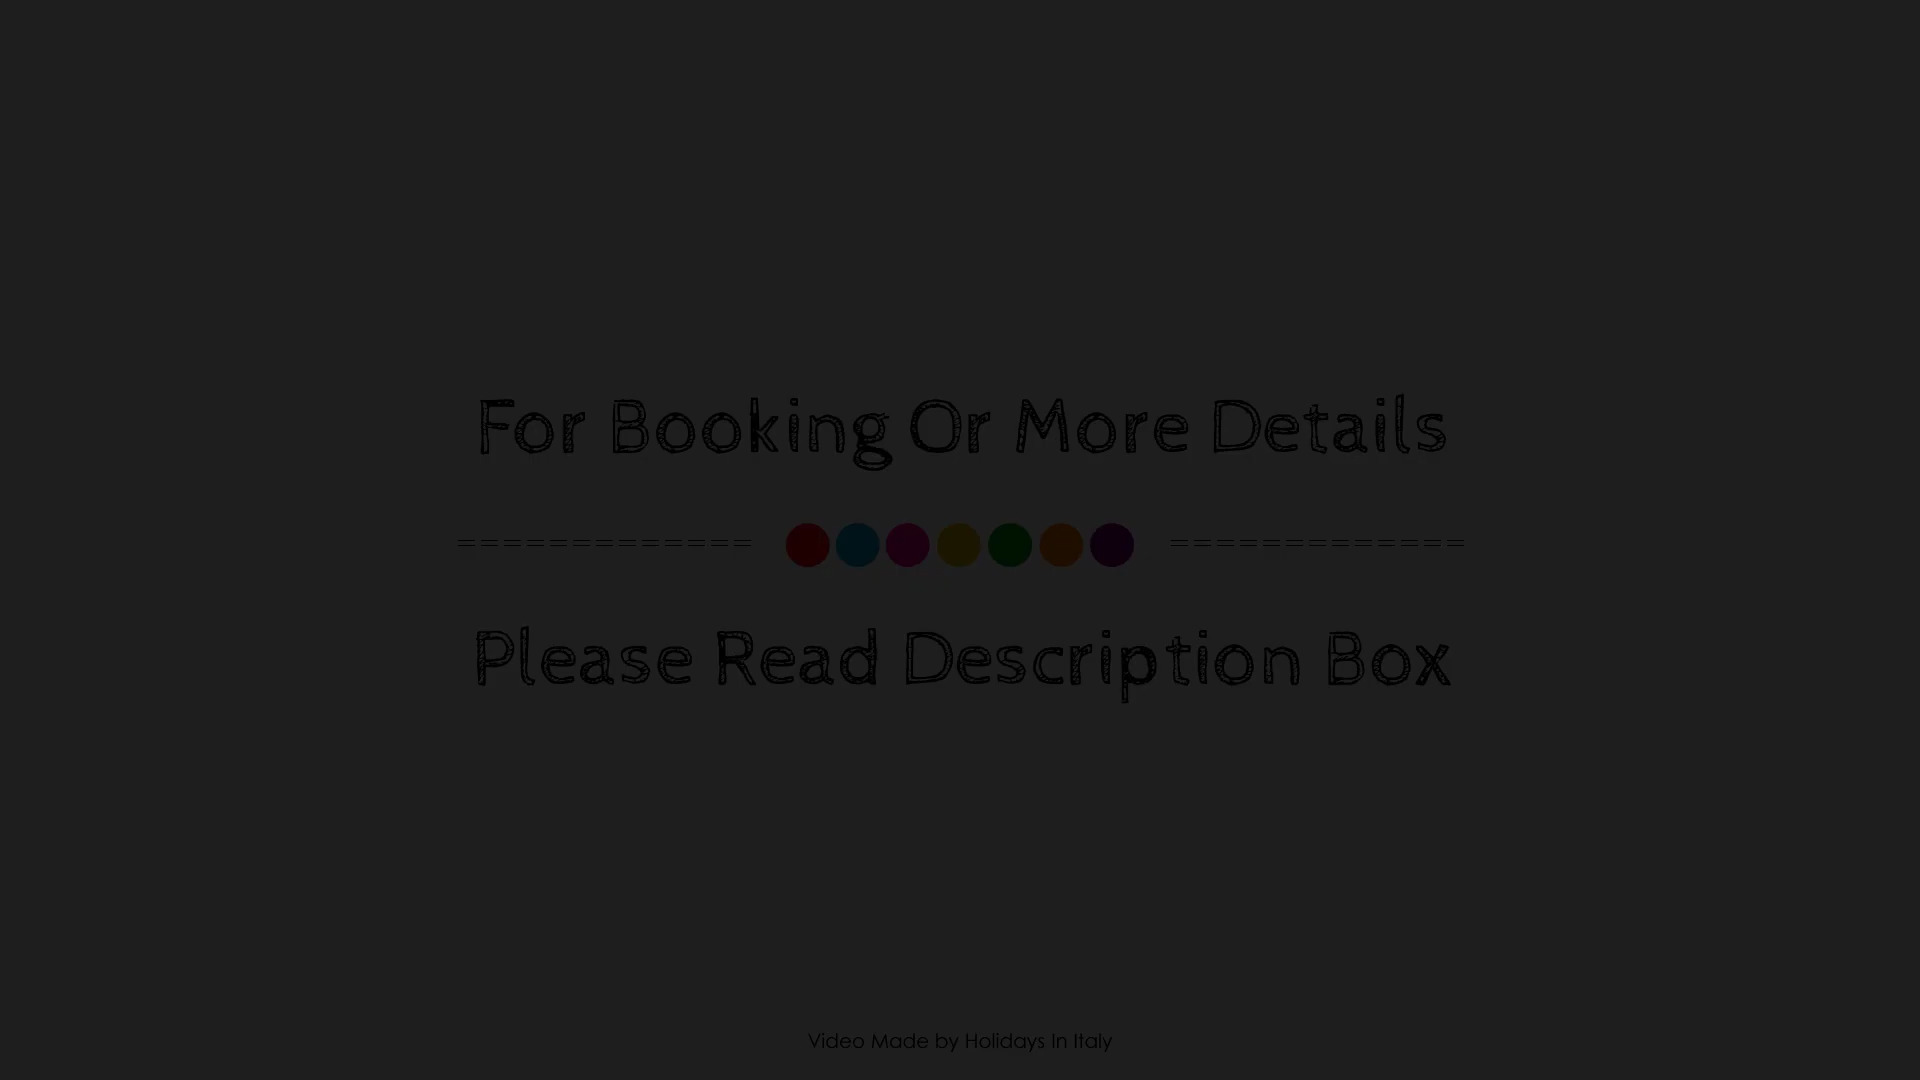 For Booking Or More Details
============= =============
Please Read Description Box
Video Made by Holidays In Italy